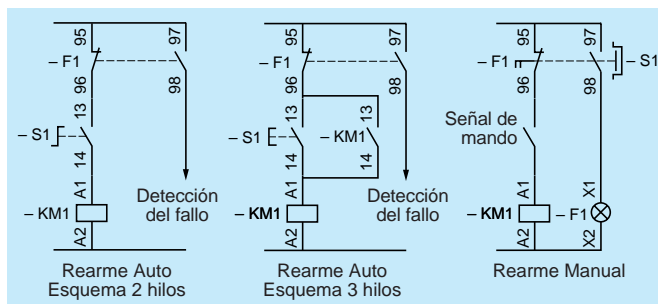 95
97
– F1
96
98
13
– S1
14
A1
– KM1
A2
Detección
del fallo
Rearme Auto
Esquema 2 hilos
95
97
– F1
96
98
13
13
– S1
– KM1
14
14
A1
– KM1
A2
Detección
del fallo
Rearme Auto
Esquema 3 hilos
95
97
– F1
– S1
96
98
Señal de
mando
A1
X1
– KM1
– F1
A2
X2
Rearme Manual